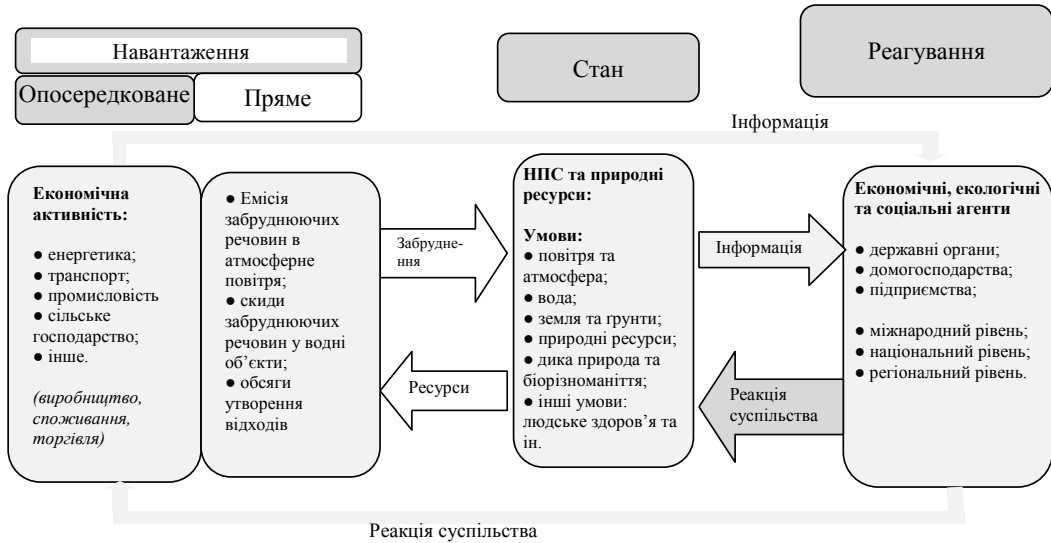 Навантаження
Опосередковане
Пряме
Стан
Реагування
Інформація
Економічна
активність:
● енергетика;
● транспорт;
● промисловість
● сільське
господарство;
● інше.
(виробництво,
споживання,
торгівля)
● Емісія
забруднюючих
речовин в
атмосферне
повітря;
● скиди
забруднюючих
речовин у водні
об’єкти;
● обсяги
утворення
відходів
Забрудне-
ння
Ресурси
НПС та природні
ресурси:
Умови:
● повітря та
атмосфера;
● вода;
● земля та ґрунти;
● природні ресурси;
● дика природа та
біорізноманіття;
● інші умови:
людське здоров’я та
ін.
Інформація
Реакція
суспільства
Економічні, екологічні
та соціальні агенти
● державні органи;
● домогосподарства;
● підприємства;
● міжнародний рівень;
● національний рівень;
● регіональний рівень.
Реакція суспільства